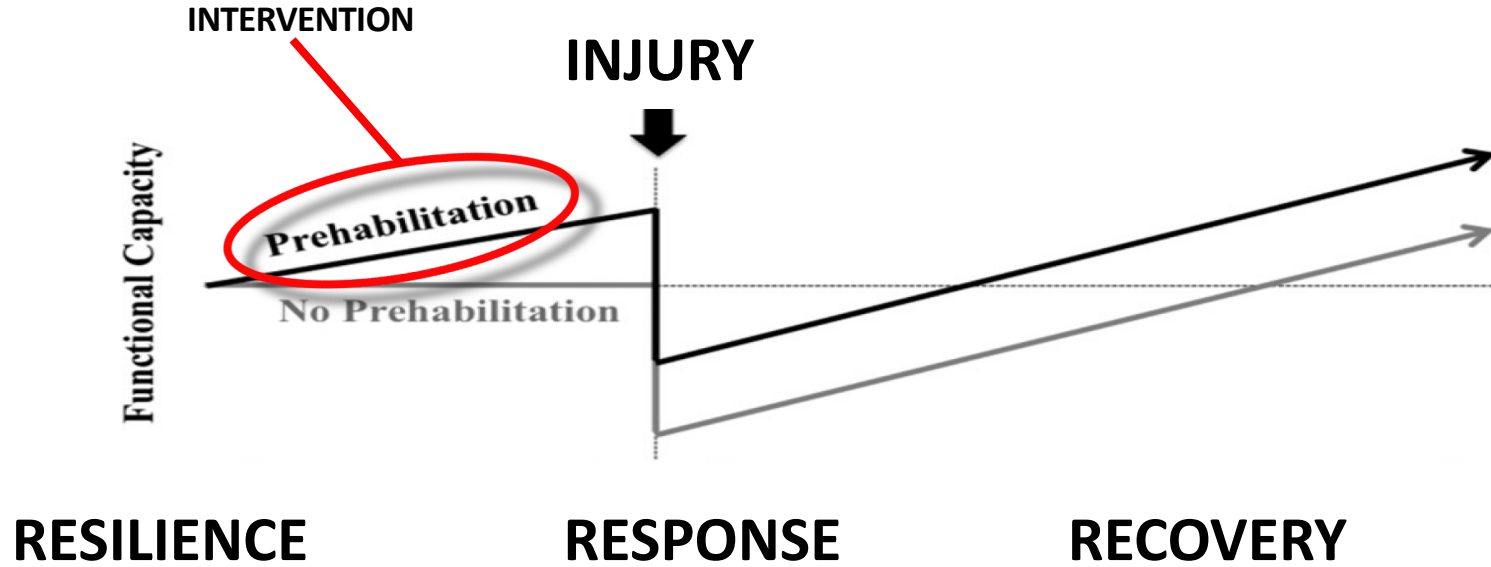 INTERVENTION
INJURY
Functional Capacity
Prehabilitation
No Prehabilitation
RESILIENCE
RESPONSE
RECOVERY